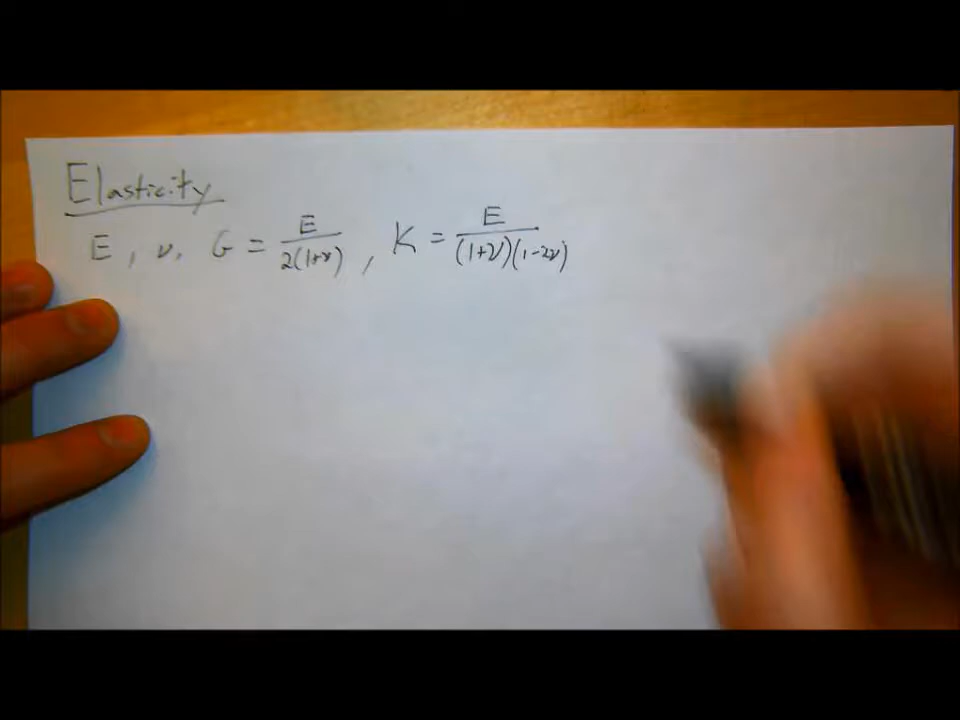 Elasticity
E, ν, G = E/2(1+ν), K = E/(1+ν)(1-2ν)